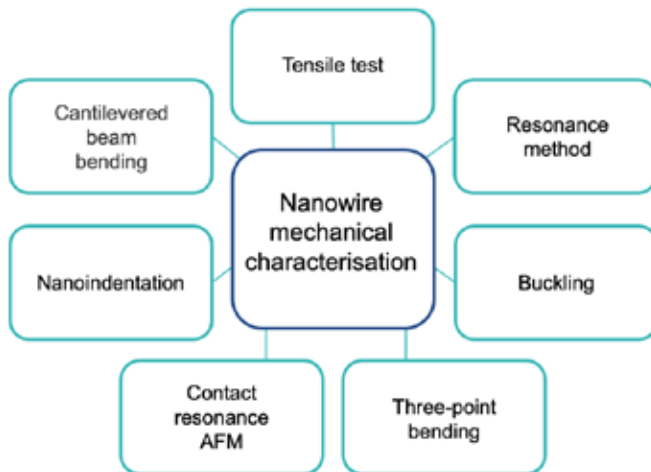 Tensile test
Cantilevered
beam
bending
Resonance
method
Nanowire
mechanical
characterisation
Nanoindentation
Buckling
Contact
resonance
AFM
Three-point
bending